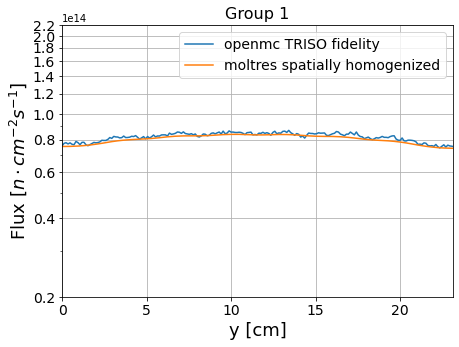 Group 1
1e14
2.2
2.0
1.8
1.6
1.4
1.2
1.0
0.8
0.6
0.4
0.2
Flux [n · cm⁻²s⁻¹]
openmc TRISO fidelity
moltres spatially homogenized
0 5 10 15 20
y [cm]